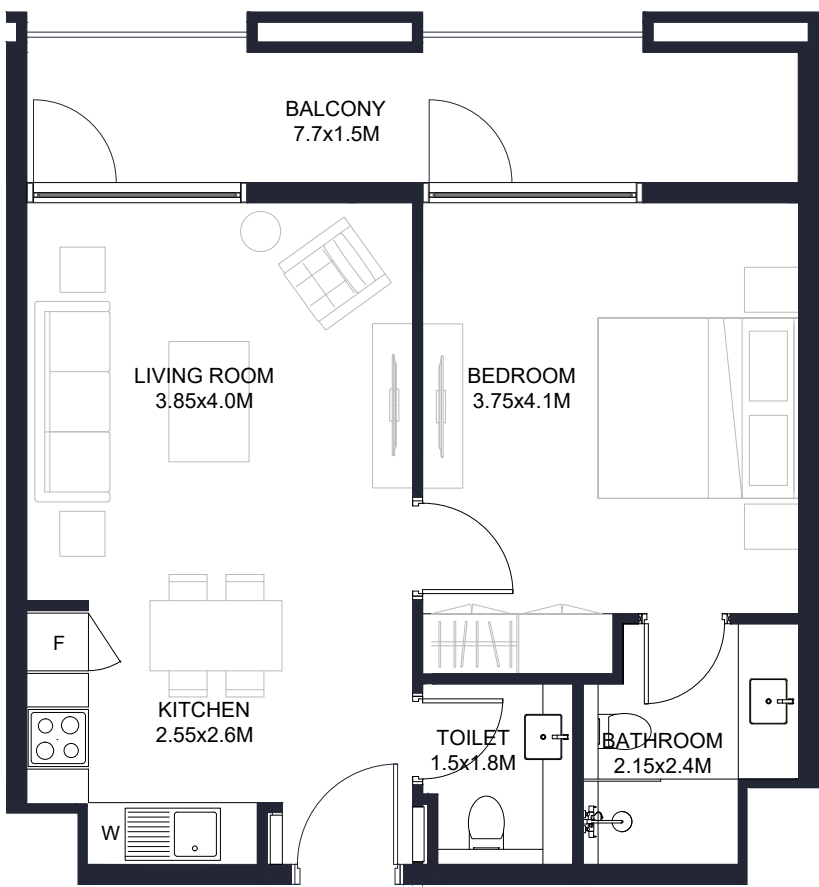 BALCONY
7.7x1.5M
LIVING ROOM
3.85x4.0M
BEDROOM
3.75x4.1M
F
KITCHEN
2.55x2.6M
TOILET
1.5x1.8M
BATHROOM
2.15x2.4M
W